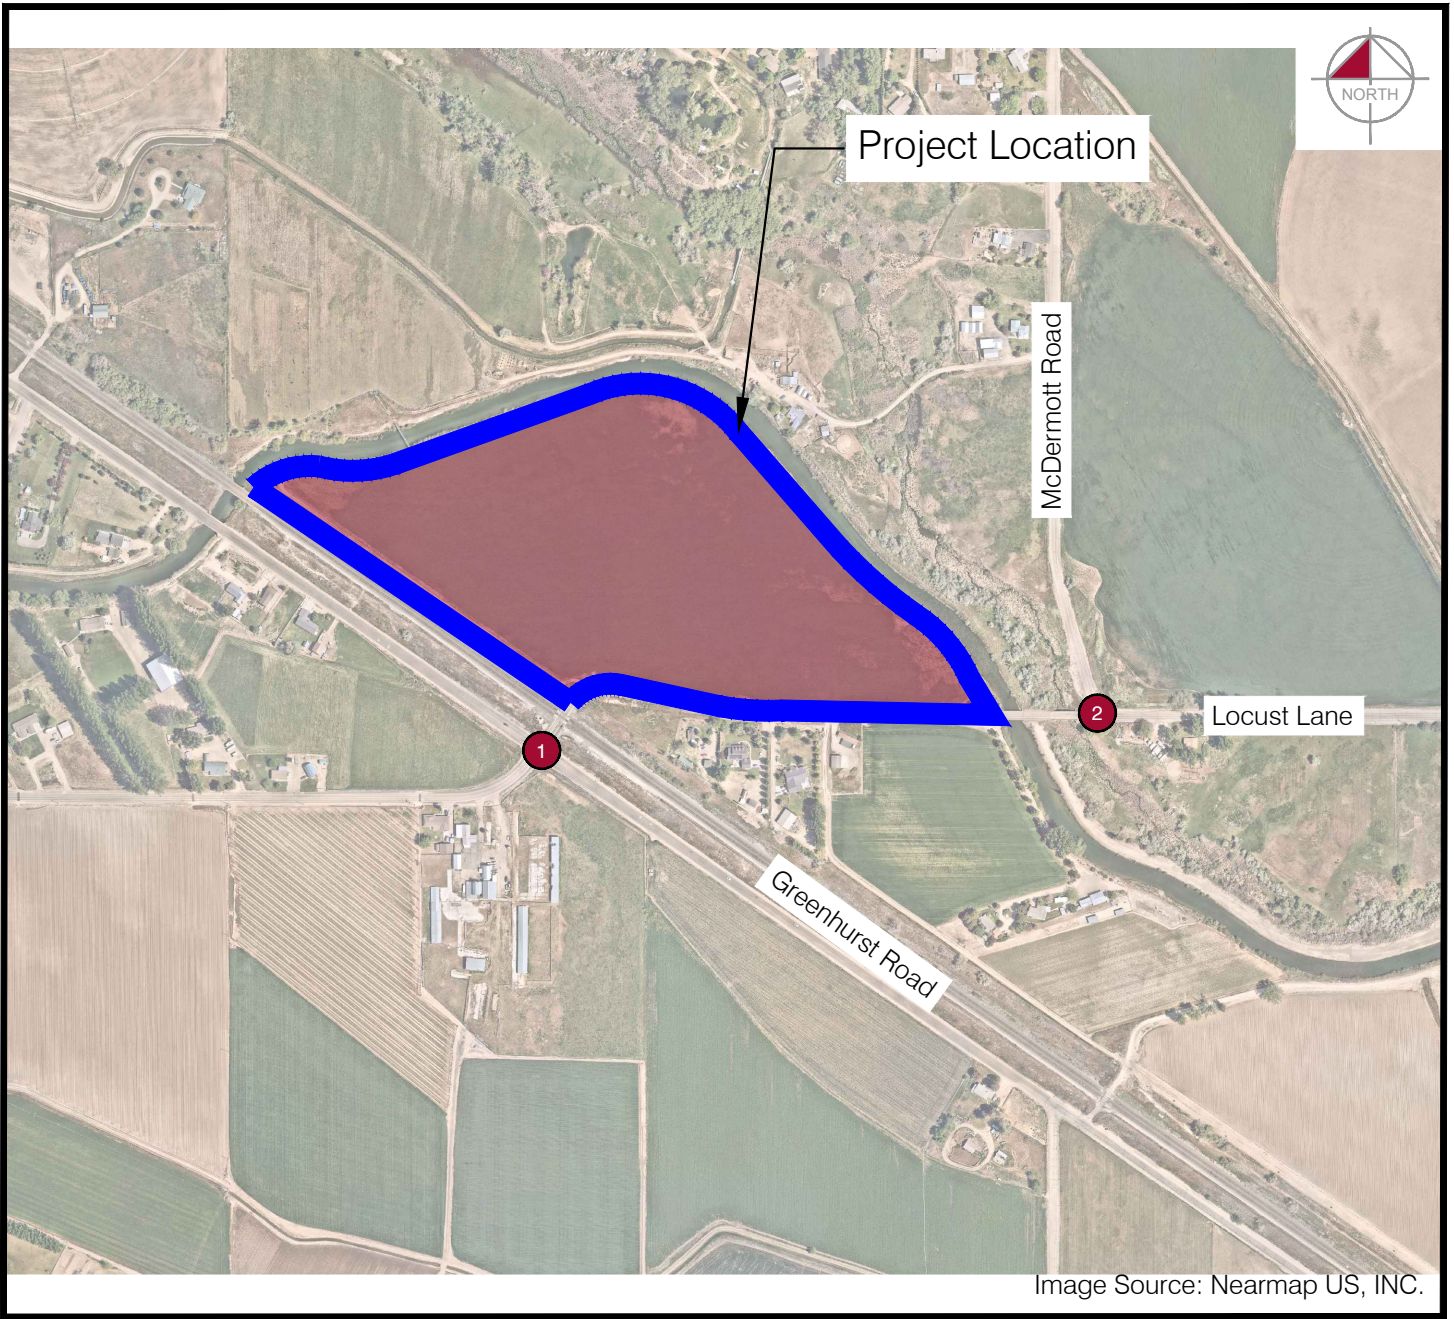 NORTH
Project Location
McDermott Road
2
Locust Lane
1
Greenhurst Road
Image Source: Nearmap US, INC.